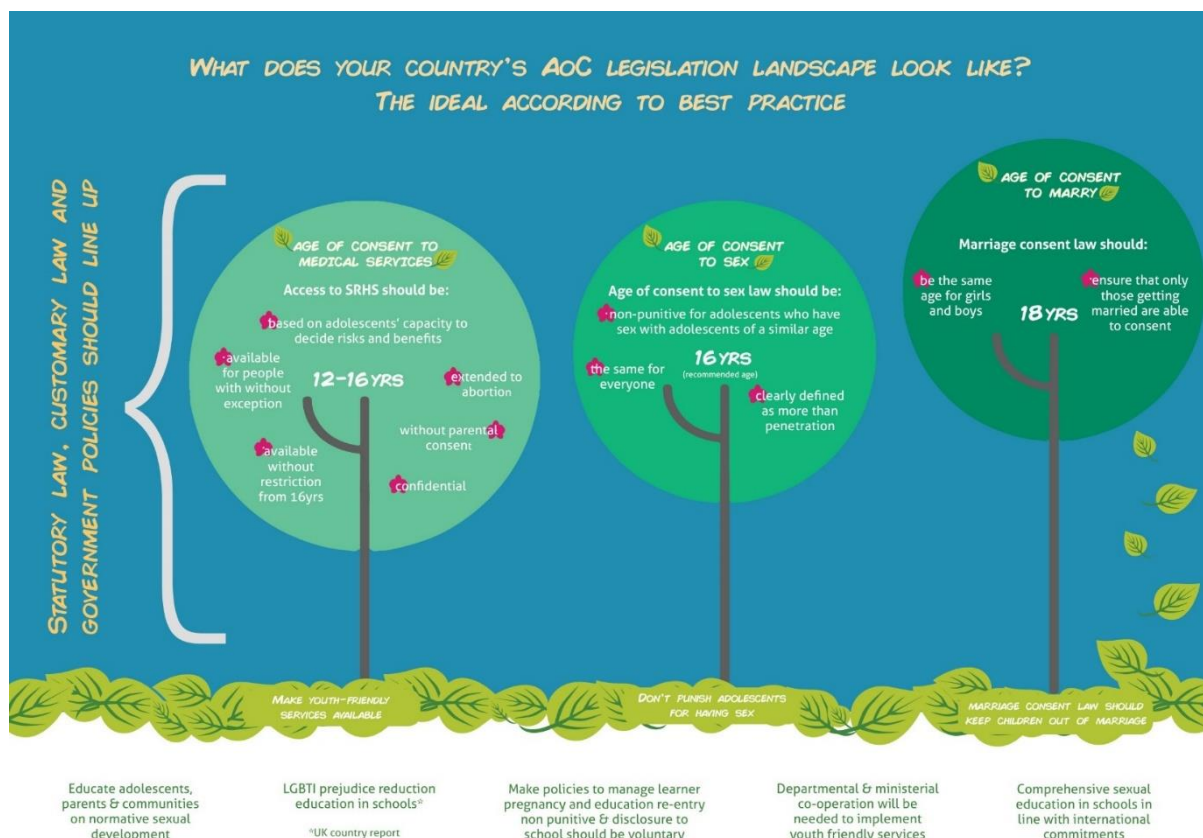 WHAT DOES YOUR COUNTRY'S AOC LEGISLATION LANDSCAPE LOOK LIKE?
THE IDEAL ACCORDING TO BEST PRACTICE
STATUTORY LAW, CUSTOMARY LAW AND
GOVERNMENT POLICIES SHOULD LINE UP
AGE OF CONSENT TO
MEDICAL SERVICES
Access to SRHS should be:
based on adolescents' capacity to
decide risks and benefits
available
for people
with without
exception
12-16 YRS
extended to
abortion
without parental
consent
available
without
restriction
from 16yrs
confidential
MAKE YOUTH-FRIENDLY
SERVICES AVAILABLE
AGE OF CONSENT
TO SEX
Age of consent to sex law should be:
non-punitive for adolescents who have
sex with adolescents of a similar age
the same for
everyone
16 YRS
(recommended age)
clearly defined
as more than
penetration
DON'T PUNISH ADOLESCENTS
FOR HAVING SEX
AGE OF CONSENT
TO MARRY
Marriage consent law should:
be the same
age for girls
and boys
18 YRS
ensure that only
those getting
married are able
to consent
MARRIAGE CONSENT LAW SHOULD
KEEP CHILDREN OUT OF MARRIAGE
Educate adolescents,
parents & communities
on normative sexual
development
LGBTI prejudice reduction
education in schools*
*UK country report
Make policies to manage learner
pregnancy and education re-entry
non punitive & disclosure to
school should be voluntary
Departmental & ministerial
co-operation will be
needed to implement
youth friendly services
Comprehensive sexual
education in schools in
line with international
commitments